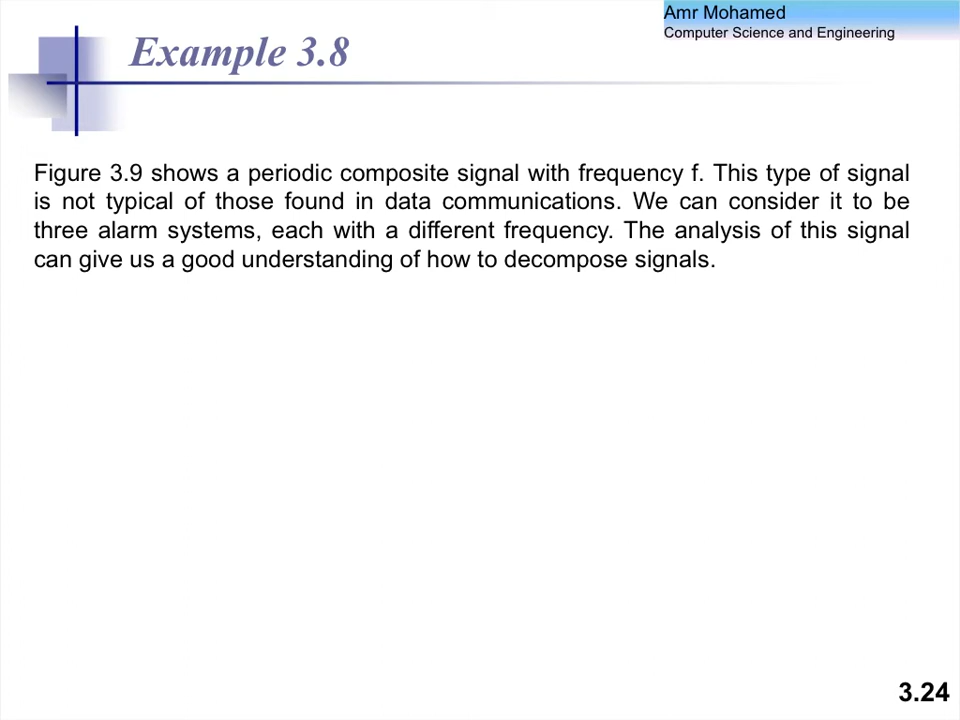 Amr Mohamed
Computer Science and Engineering
Example 3.8
Figure 3.9 shows a periodic composite signal with frequency f. This type of signal
is not typical of those found in data communications. We can consider it to be
three alarm systems, each with a different frequency. The analysis of this signal
can give us a good understanding of how to decompose signals.
3.24